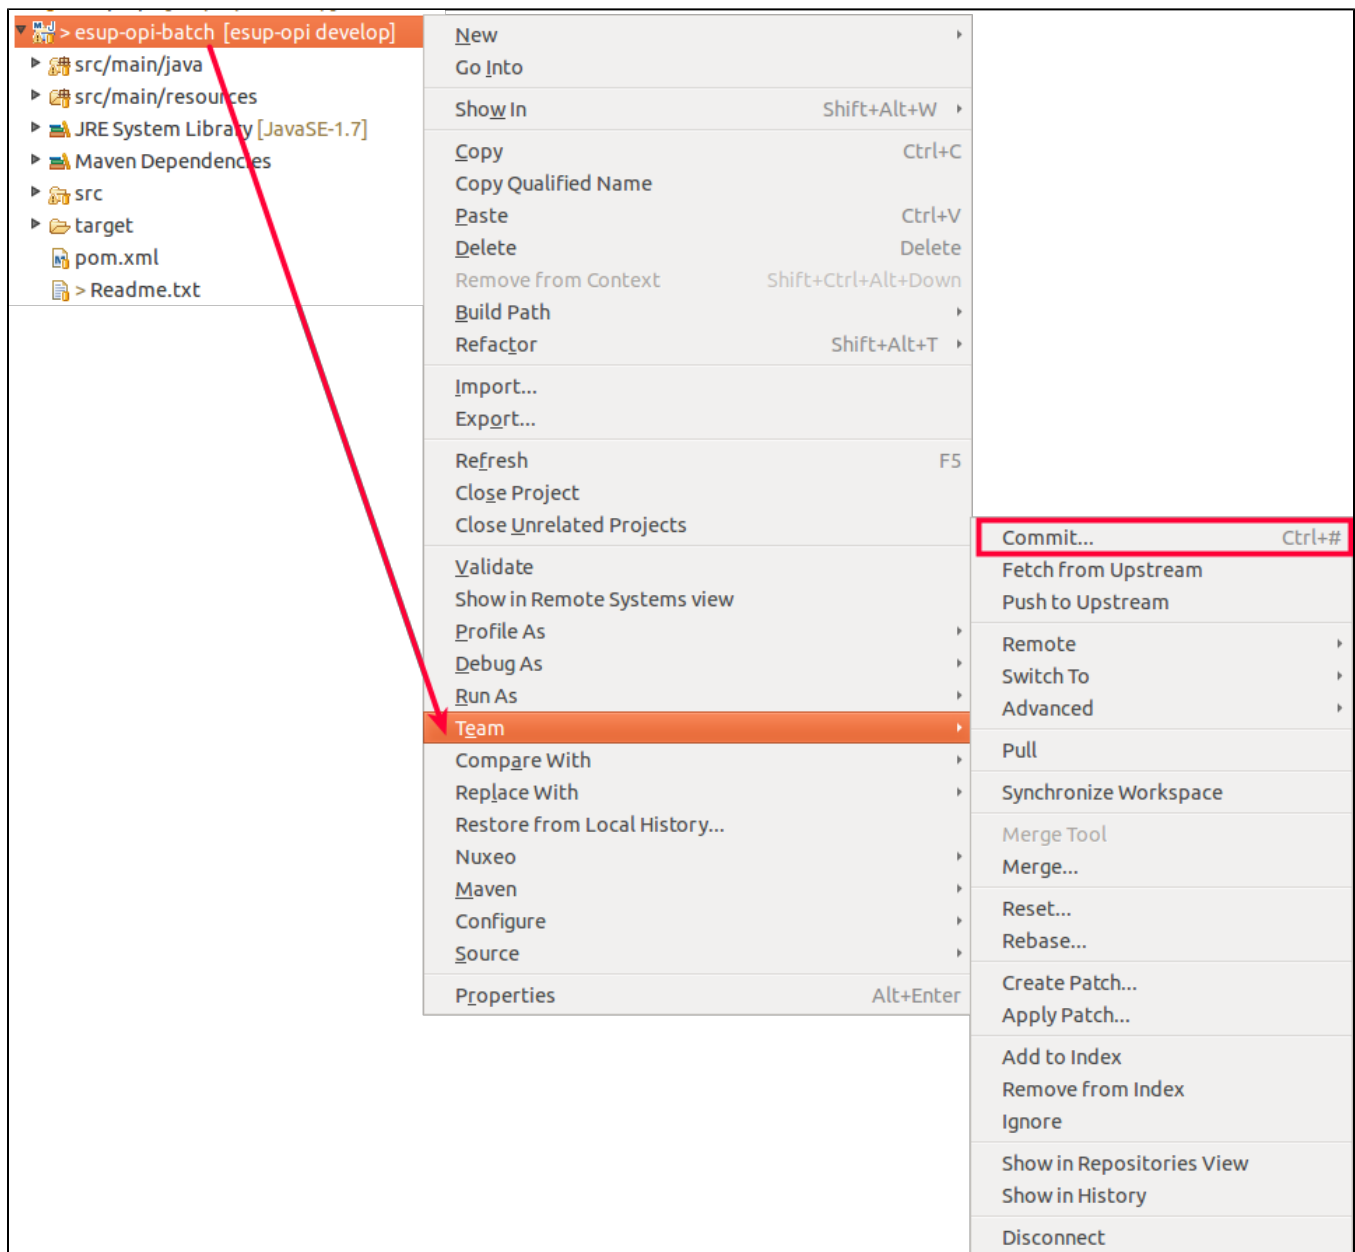 > esup-opi-batch [esup-opi develop]
src/main/java
src/main/resources
JRE System Library [JavaSE-1.7]
Maven Dependencies
src
target
pom.xml
> Readme.txt
New
Go Into
Show In Shift+Alt+W
Copy Ctrl+C
Copy Qualified Name
Paste Ctrl+V
Delete Delete
Remove from Context Shift+Ctrl+Alt+Down
Build Path
Refactor Shift+Alt+T
Import...
Export...
Refresh F5
Close Project
Close Unrelated Projects
Validate
Show in Remote Systems view
Profile As
Debug As
Run As
Team
Compare With
Replace With
Restore from Local History...
Nuxeo
Maven
Configure
Source
Properties Alt+Enter
Commit... Ctrl+#
Fetch from Upstream
Push to Upstream
Remote
Switch To
Advanced
Pull
Synchronize Workspace
Merge Tool
Merge...
Reset...
Rebase...
Create Patch...
Apply Patch...
Add to Index
Remove from Index
Ignore
Show in Repositories View
Show in History
Disconnect